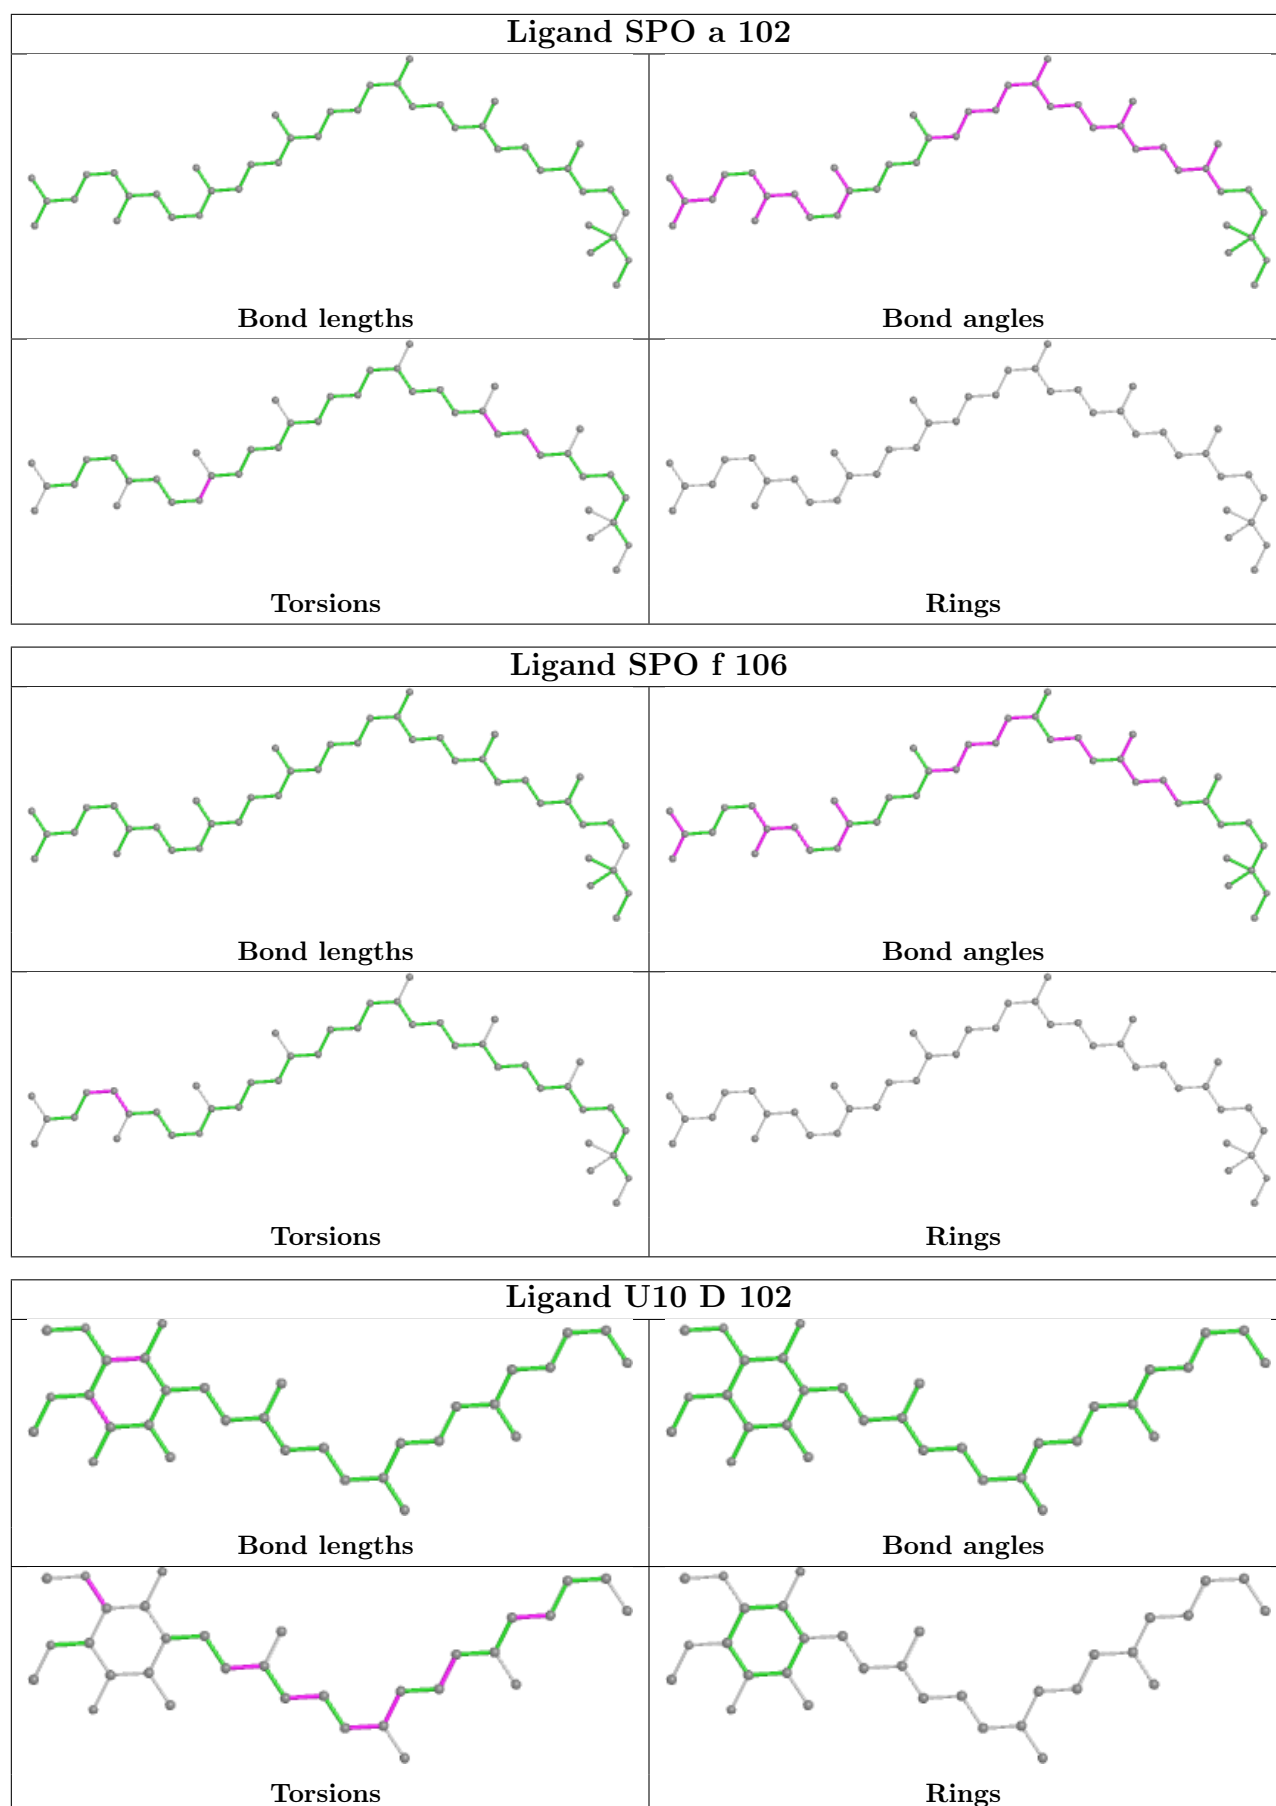 Ligand SPO a 102
Bond lengths
Bond angles
Torsions
Rings
Ligand SPO f 106
Bond lengths
Bond angles
Torsions
Rings
Ligand U10 D 102
Bond lengths
Bond angles
Torsions
Rings